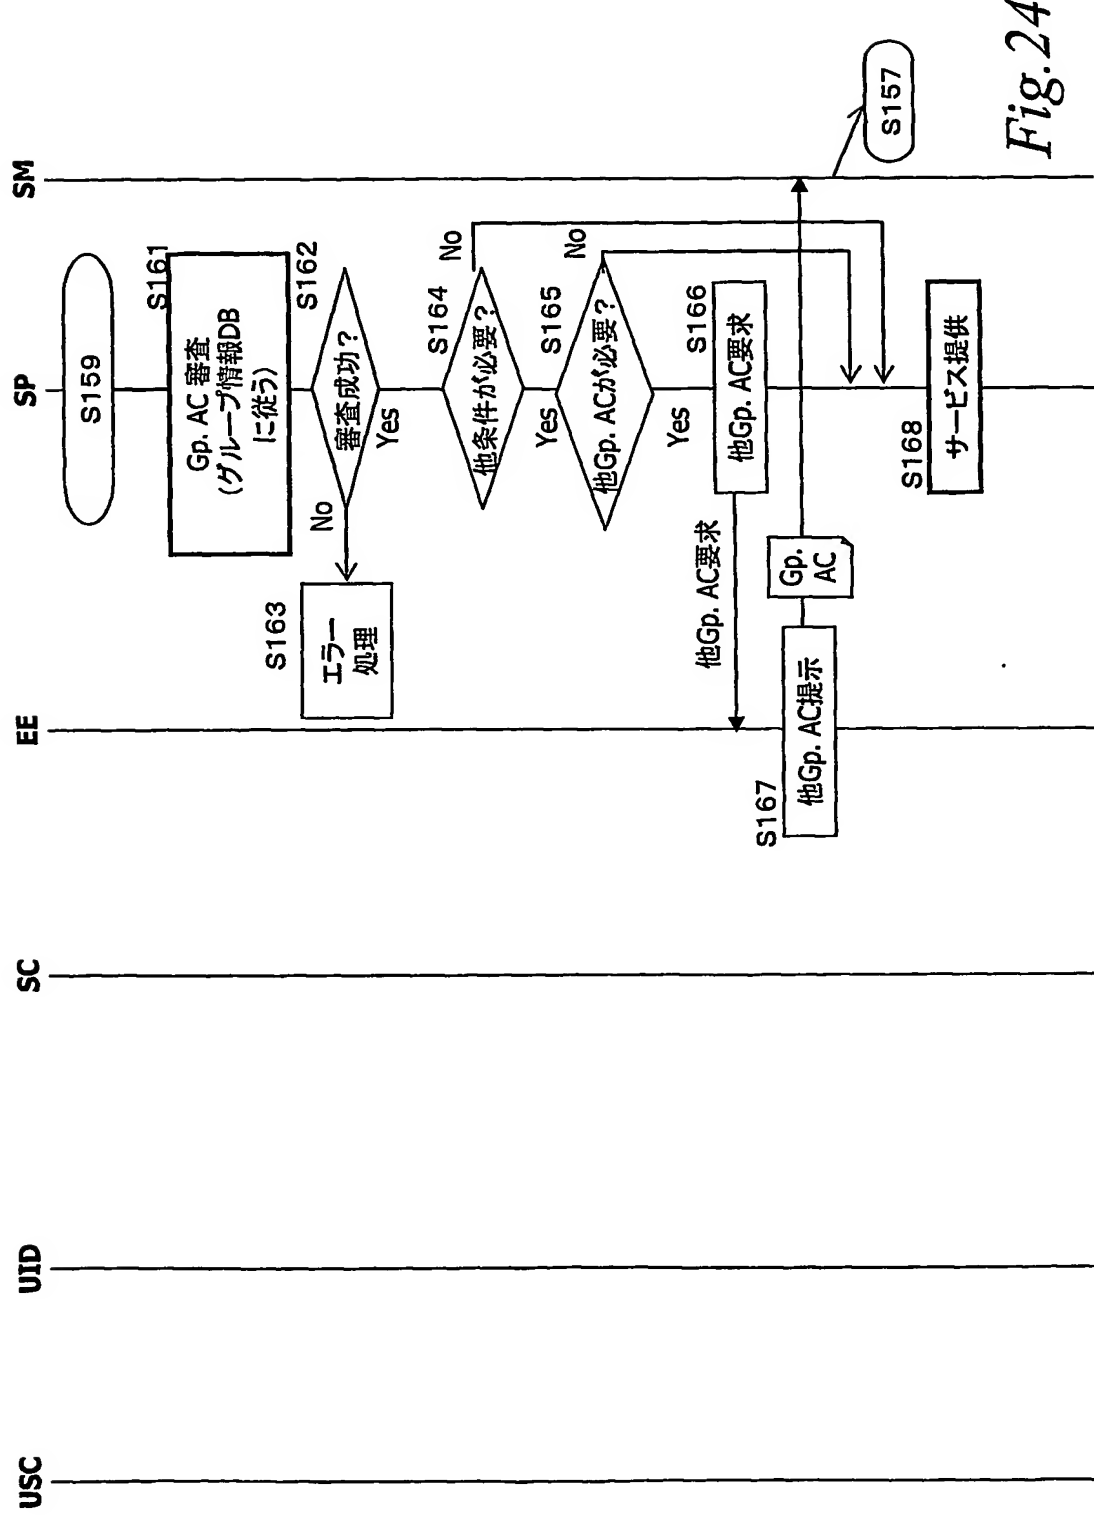 USC
UID
SC
EE
SP
SM
S159
S161
Gp. AC 審査
(グループ情報DB
に従う)
S162
審査成功？
No
Yes
S163
エラー
処理
S164
他条件が必要？
No
Yes
S165
他Gp. ACが必要？
No
Yes
S166
他Gp. AC要求
他Gp. AC要求
S167
他Gp. AC提示
Gp.
AC
S157
S168
サービス提供
Fig.24